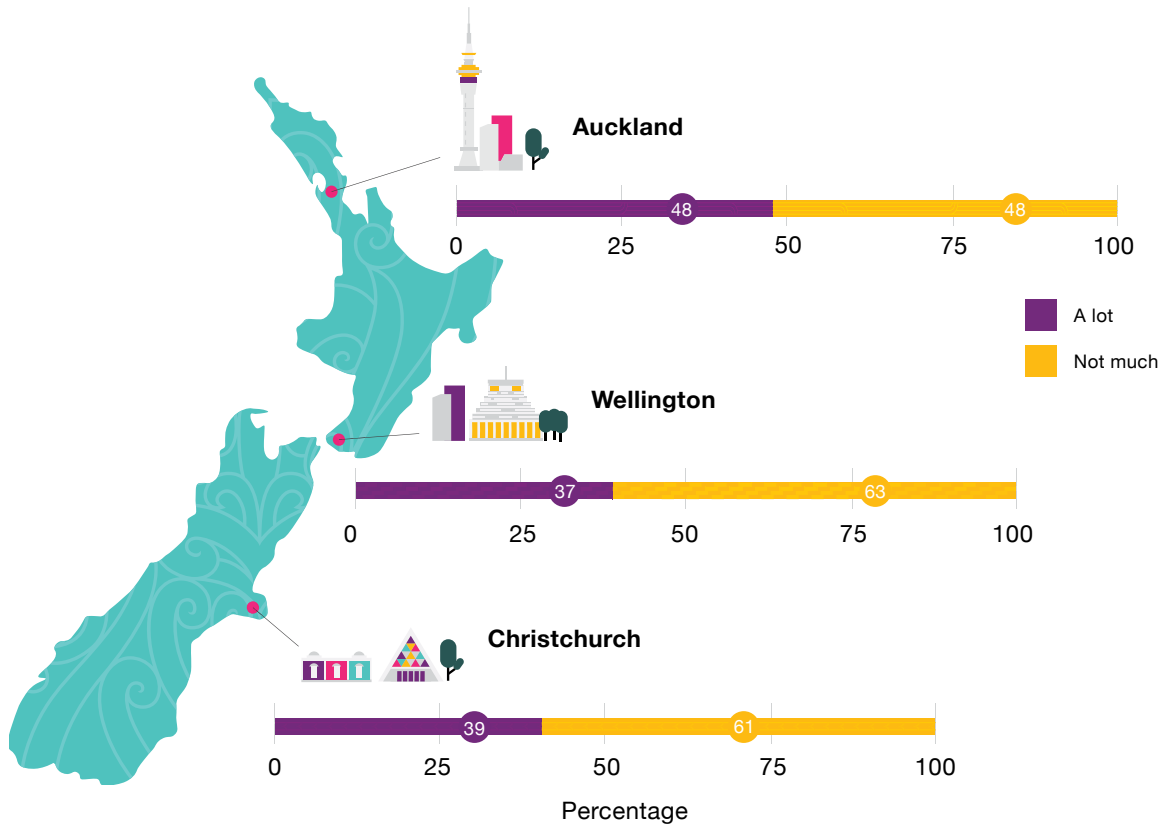 Auckland
48 48
0 25 50 75 100
A lot
Not much
Wellington
37 63
0 25 50 75 100
Christchurch
39 61
0 25 50 75 100
Percentage